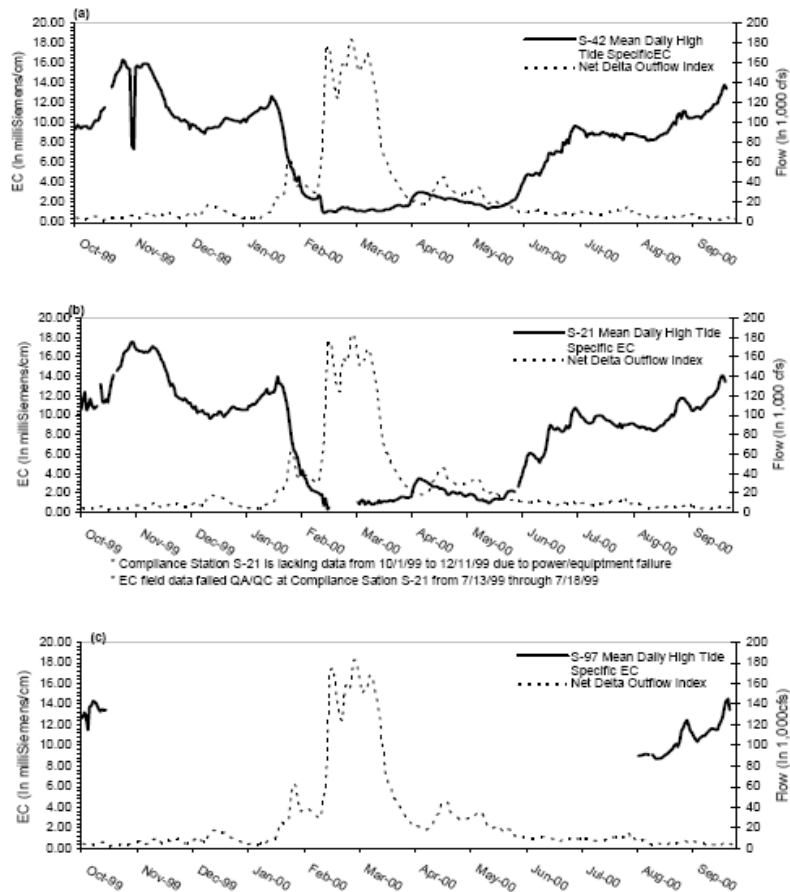 (a)
20.00
18.00
16.00
14.00
12.00
10.00
8.00
6.00
4.00
2.00
0.00
EC (In milliSiemens/cm)
S-42 Mean Daily High
Tide SpecificEC
Net Delta Outflow Index
200
180
160
140
120
100
80
60
40
20
0
Flow (In 1,000 cfs)
Oct-99
Nov-99
Dec-99
Jan-00
Feb-00
Mar-00
Apr-00
May-00
Jun-00
Jul-00
Aug-00
Sep-00
(b)
20.00
18.00
16.00
14.00
12.00
10.00
8.00
6.00
4.00
2.00
0.00
EC (In milliSiemens/cm)
S-21 Mean Daily High Tide
Specific EC
Net Delta Outflow Index
200
180
160
140
120
100
80
60
40
20
0
Flow (In 1,000 cfs)
Oct-99
Nov-99
Dec-99
Jan-00
Feb-00
Mar-00
Apr-00
May-00
Jun-00
Jul-00
Aug-00
Sep-00
* Compliance Station S-21 is lacking data from 10/1/99 to 12/11/99 due to power/equiptment failure
* EC field data failed QA/QC at Compliance Sation S-21 from 7/13/99 through 7/18/99
(c)
20.00
18.00
16.00
14.00
12.00
10.00
8.00
6.00
4.00
2.00
0.00
EC (In milliSiemens/cm)
S-97 Mean Daily High Tide
Specific EC
Net Delta Outflow Index
200
180
160
140
120
100
80
60
40
20
0
Flow (In 1,000cfs)
Oct-99
Nov-99
Dec-99
Jan-00
Feb-00
Mar-00
Apr-00
May-00
Jun-00
Jul-00
Aug-00
Sep-00